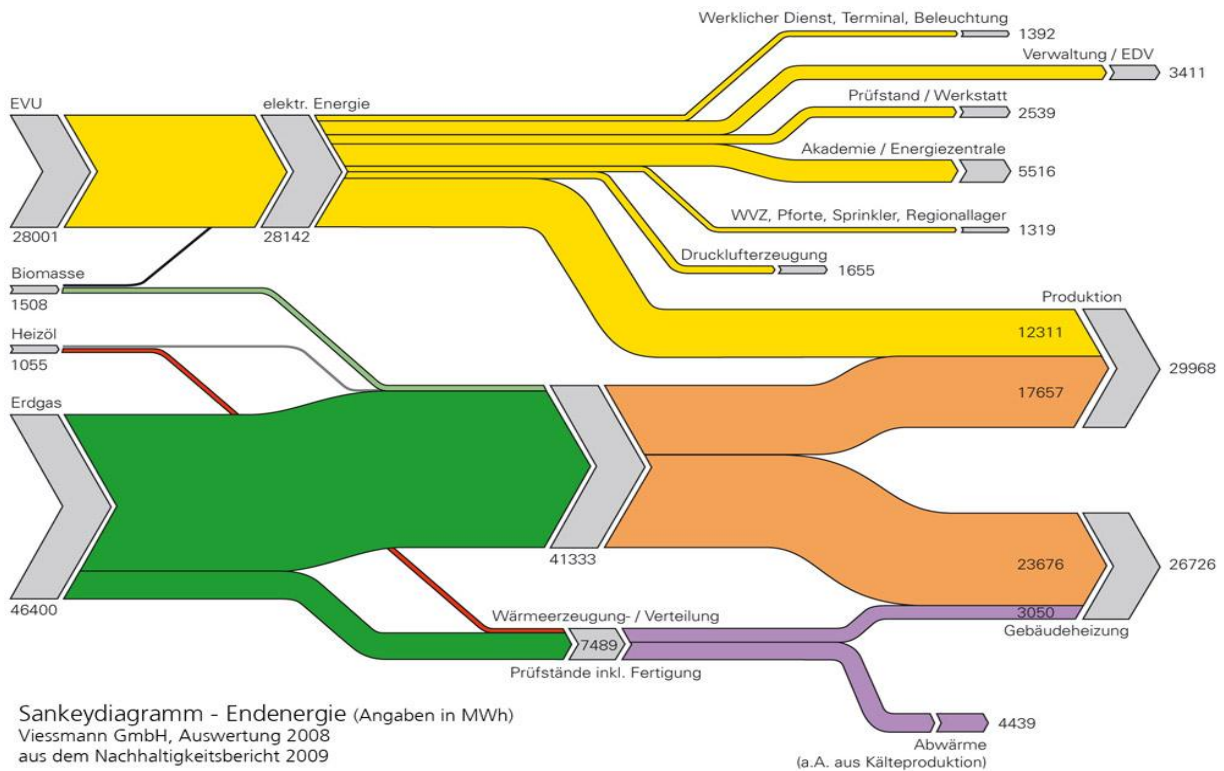 Werklicher Dienst, Terminal, Beleuchtung
1392
Verwaltung / EDV
3411
EVU
elektr. Energie
Prüfstand / Werkstatt
2539
Akademie / Energiezentrale
5516
WVZ, Pforte, Sprinkler, Regionallager
1319
28001
28142
Drucklufterzeugung
1655
Biomasse
1508
Produktion
Heizöl
1055
12311
29968
17657
Erdgas
41333
23676
26726
46400
3050
Wärmeerzeugung- / Verteilung
Gebäudeheizung
7489
Prüfstände inkl. Fertigung
4439
Abwärme
(a.A. aus Kälteproduktion)
Sankeydiagramm - Endenergie (Angaben in MWh)
Viessmann GmbH, Auswertung 2008
aus dem Nachhaltigkeitsbericht 2009